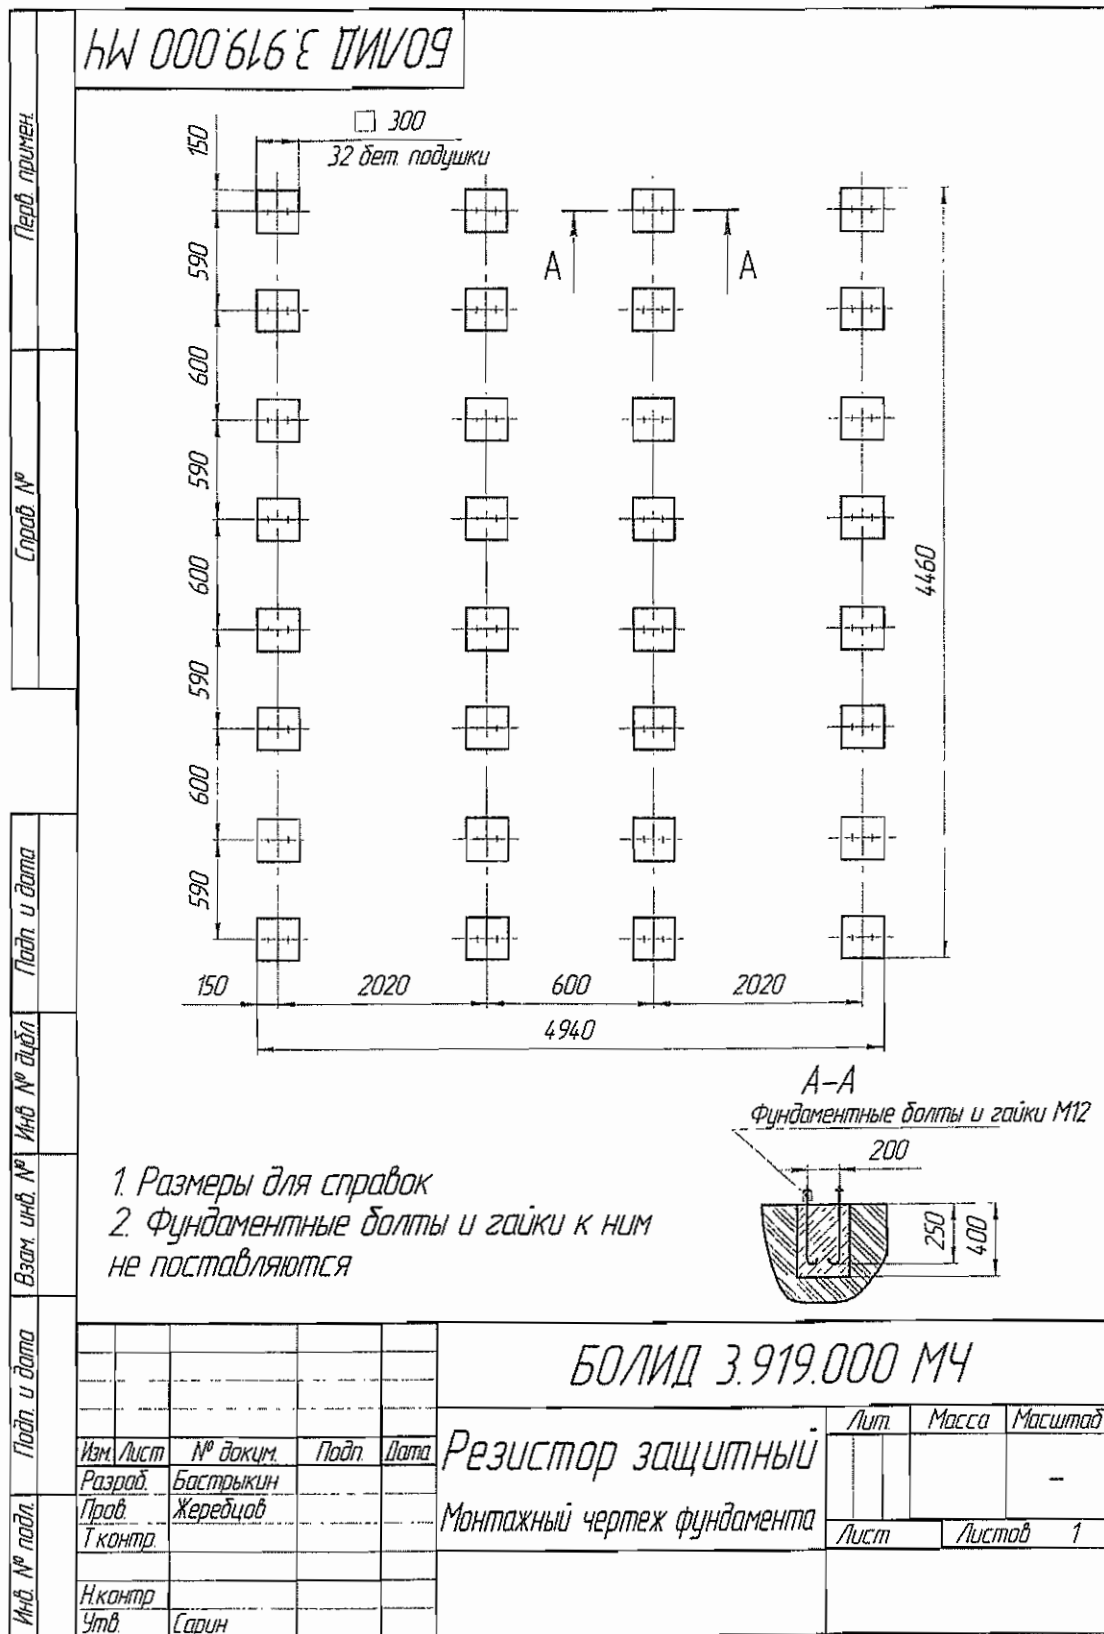 БОЛИД 3.919.000 МЧ
Перв. примен.
Справ. №
Подп. и дата
Инв № дубл
Взам. инв. №
Подп. и дата
Инв. № подл.
□ 300
32 бет. подушки
150
590
600
590
600
590
600
590
А А
4460
150 2020 600 2020
4940
А-А
Фундаментные болты и гайки М12
200
250
400
1. Размеры для справок
2. Фундаментные болты и гайки к ним
не поставляются
БОЛИД 3.919.000 МЧ
Изм. Лист № докум. Подп. Дата
Разраб. Бастрыкин
Пров. Жеребцов
Т.контр.
Н.контр
Утв. Сарин
Резистор защитный
Монтажный чертеж фундамента
Лит. Масса Масштаб
–
Лист Листов 1